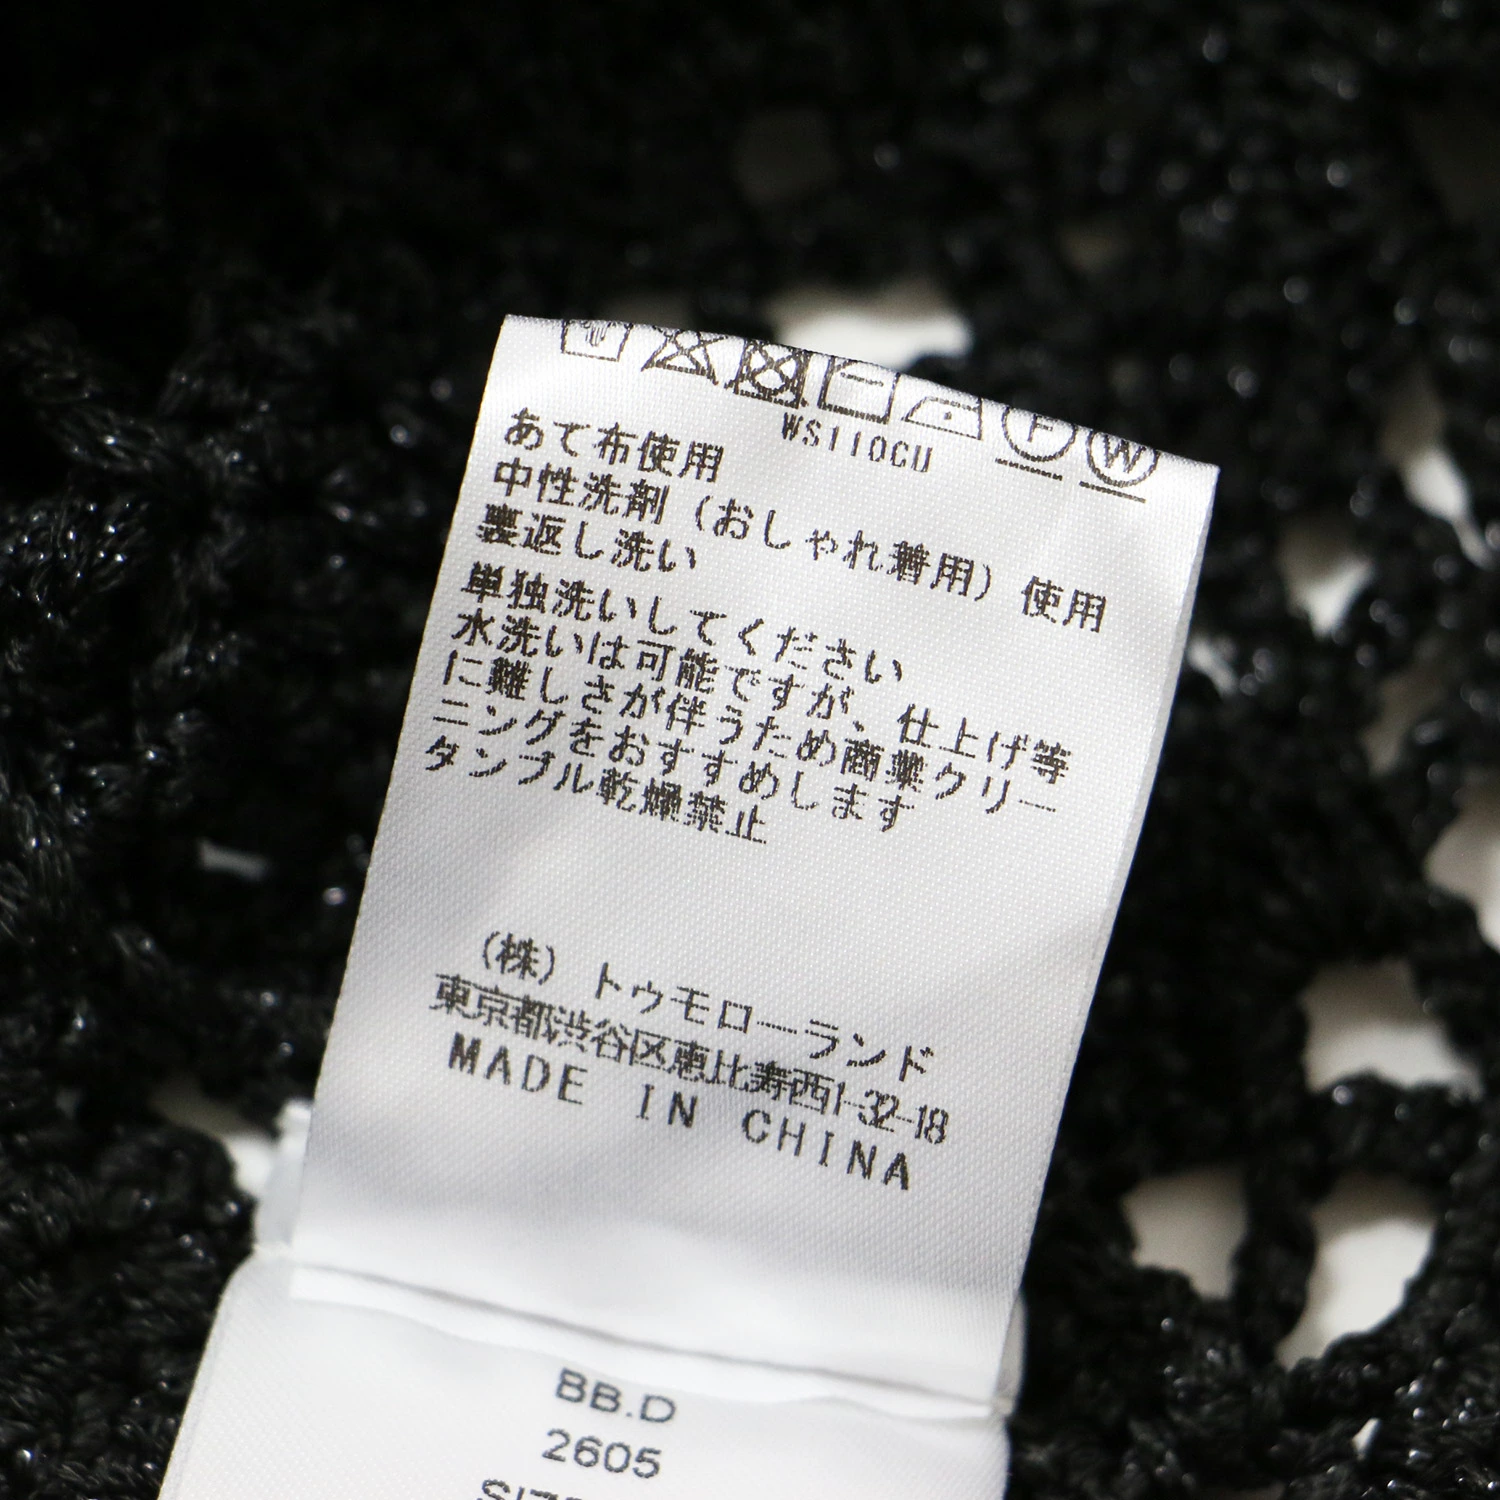 F W
WS110CU
あて布使用
中性洗剤（おしゃれ着用）使用
裏返し洗い
単独洗いしてください
水洗いは可能ですが、仕上げ等
に難しさが伴うため商業クリー
ニングをおすすめします
タンブル乾燥禁止
（株）トゥモローランド
東京都渋谷区恵比寿西1-32-18
MADE IN CHINA
BB.D
2605